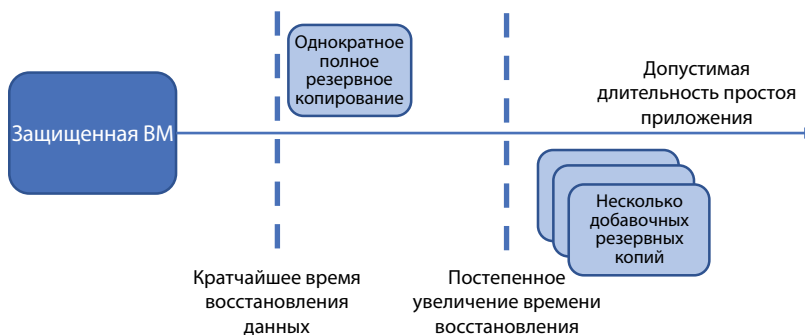 Защищенная ВМ
Однократное
полное
резервное
копирование
Допустимая
длительность простоя
приложения
Несколько
добавочных
резервных
копий
Кратчайшее время
восстановления
данных
Постепенное
увеличение времени
восстановления